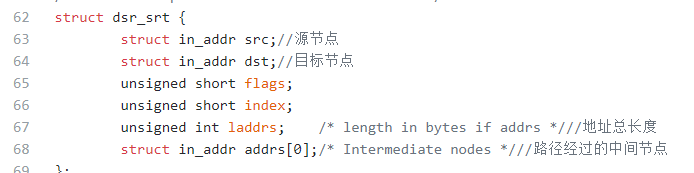 62 struct dsr_srt {
63 struct in_addr src;//源节点
64 struct in_addr dst;//目标节点
65 unsigned short flags;
66 unsigned short index;
67 unsigned int laddrs; /* length in bytes if addrs *///地址总长度
68 struct in_addr addrs[0];/* Intermediate nodes *///路径经过的中间节点
69 };